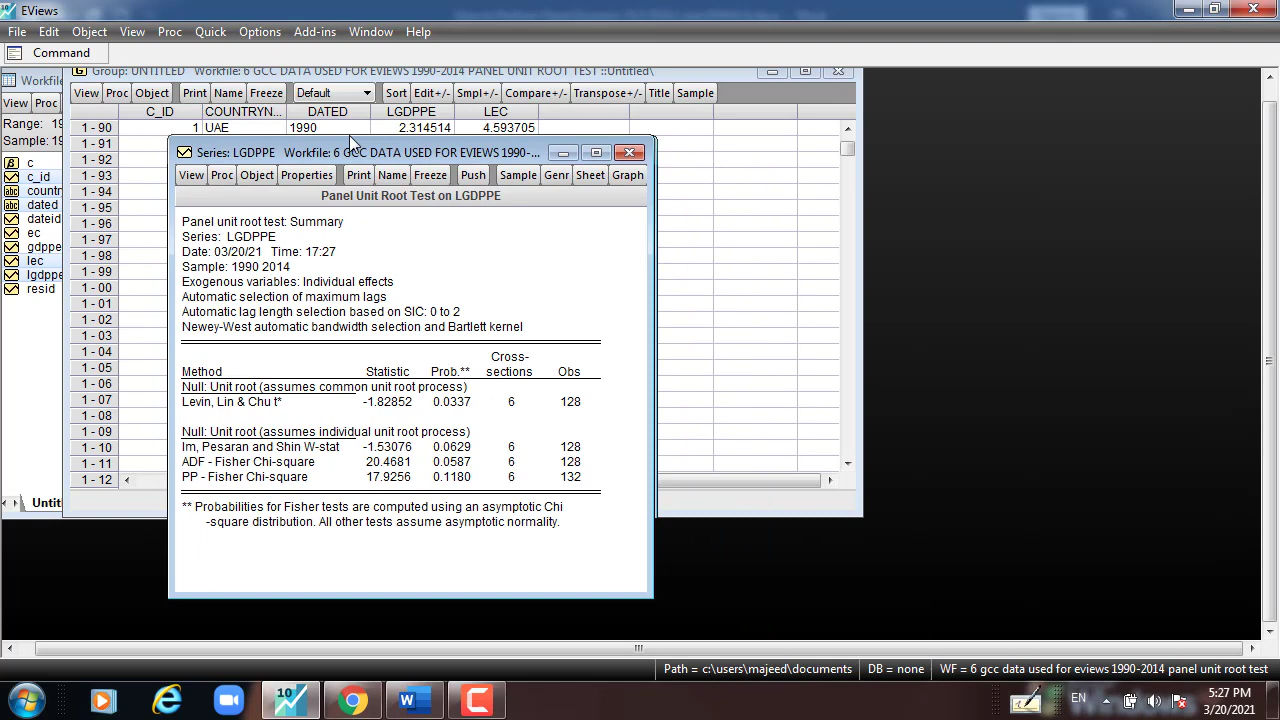 EViews
File Edit Object View Proc Quick Options Add-ins Window Help
Command
Workfile:
Group: UNTITLED Workfile: 6 GCC DATA USED FOR EVIEWS 1990-2014 PANEL UNIT ROOT TEST ::Untitled\
View Proc
View Proc Object Print Name Freeze Default Sort Edit+/- Smpl+/- Compare+/- Transpose+/- Title Sample
Range: 19
Sample: 19
C_ID COUNTRYN... DATED LGDPPE LEC
1 - 90 1 UAE 1990 2.314514 4.593705
1 - 91
1 - 92
1 - 93
1 - 94
1 - 95
1 - 96
1 - 97
1 - 98
1 - 99
1 - 00
1 - 01
1 - 02
1 - 03
1 - 04
1 - 05
1 - 06
1 - 07
1 - 08
1 - 09
1 - 10
1 - 11
1 - 12
c
c_id
country
dated
dateid
ec
gdppe
lec
lgdppe
resid
Untit
Series: LGDPPE Workfile: 6 GCC DATA USED FOR EVIEWS 1990-...
View Proc Object Properties Print Name Freeze Push Sample Genr Sheet Graph
Panel Unit Root Test on LGDPPE
Panel unit root test: Summary
Series: LGDPPE
Date: 03/20/21 Time: 17:27
Sample: 1990 2014
Exogenous variables: Individual effects
Automatic selection of maximum lags
Automatic lag length selection based on SIC: 0 to 2
Newey-West automatic bandwidth selection and Bartlett kernel
Cross-
Method Statistic Prob.** sections Obs
Null: Unit root (assumes common unit root process)
Levin, Lin & Chu t* -1.82852 0.0337 6 128
Null: Unit root (assumes individual unit root process)
Im, Pesaran and Shin W-stat -1.53076 0.0629 6 128
ADF - Fisher Chi-square 20.4681 0.0587 6 128
PP - Fisher Chi-square 17.9256 0.1180 6 132
** Probabilities for Fisher tests are computed using an asymptotic Chi
-square distribution. All other tests assume asymptotic normality.
Path = c:\users\majeed\documents DB = none WF = 6 gcc data used for eviews 1990-2014 panel unit root test
10
EN
5:27 PM
3/20/2021